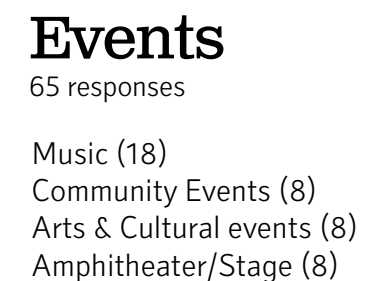 Events
65 responses
Music (18)
Community Events (8)
Arts & Cultural events (8)
Amphitheater/Stage (8)